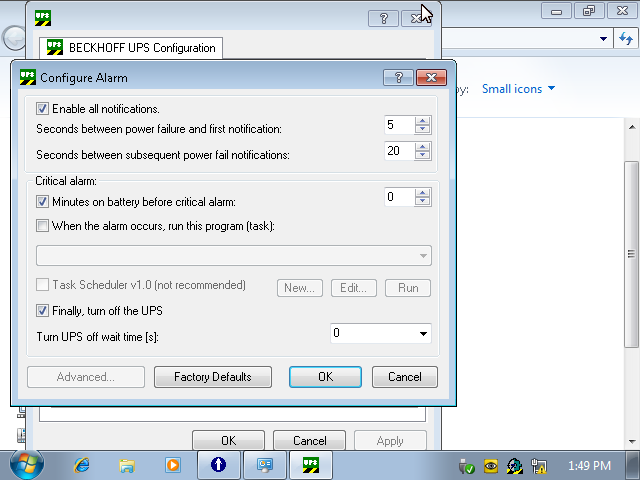 BECKHOFF UPS Configuration
by:
Small icons
Configure Alarm
Enable all notifications.
Seconds between power failure and first notification:
5
Seconds between subsequent power fail notifications:
20
Critical alarm:
Minutes on battery before critical alarm:
0
When the alarm occurs, run this program (task):
Task Scheduler v1.0 (not recommended)
New...
Edit...
Run
Finally, turn off the UPS
Turn UPS off wait time [s]:
0
Advanced...
Factory Defaults
OK
Cancel
OK
Cancel
Apply
1:49 PM